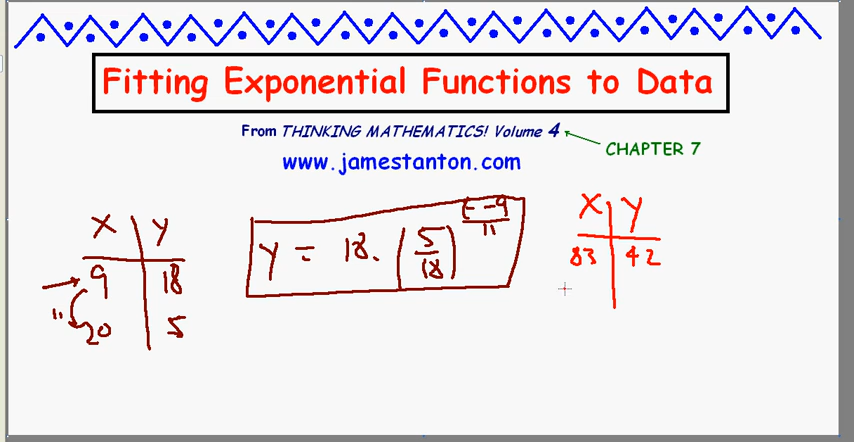 Fitting Exponential Functions to Data
From THINKING MATHEMATICS! Volume 4
CHAPTER 7
www.jamestanton.com
X Y
9 18
11
20 5
y = 18 · (5/18)^((t-9)/11)
X Y
83 42